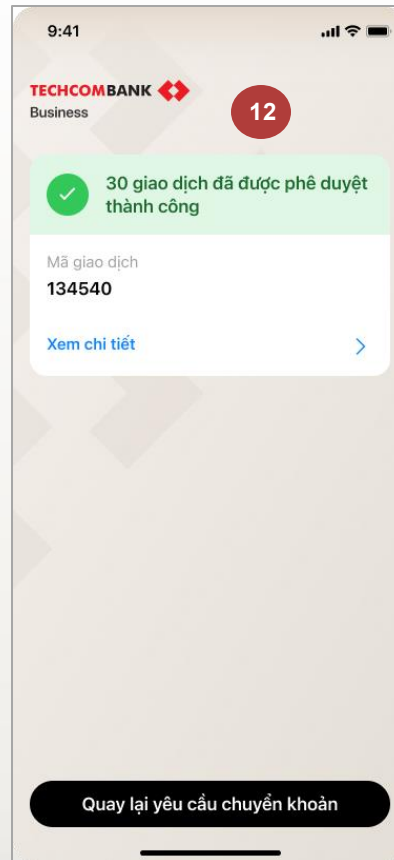 9:41
TECHCOMBANK
Business
12
30 giao dịch đã được phê duyệt
thành công
Mã giao dịch
134540
Xem chi tiết
Quay lại yêu cầu chuyển khoản